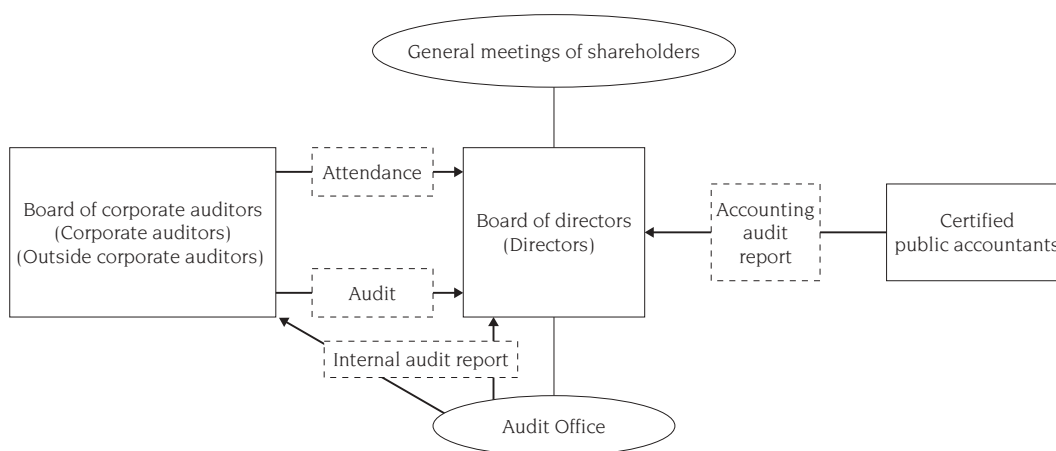 General meetings of shareholders
Attendance
Board of corporate auditors
(Corporate auditors)
(Outside corporate auditors)
Board of directors
(Directors)
Accounting
audit
report
Certified
public accountants
Audit
Internal audit report
Audit Office